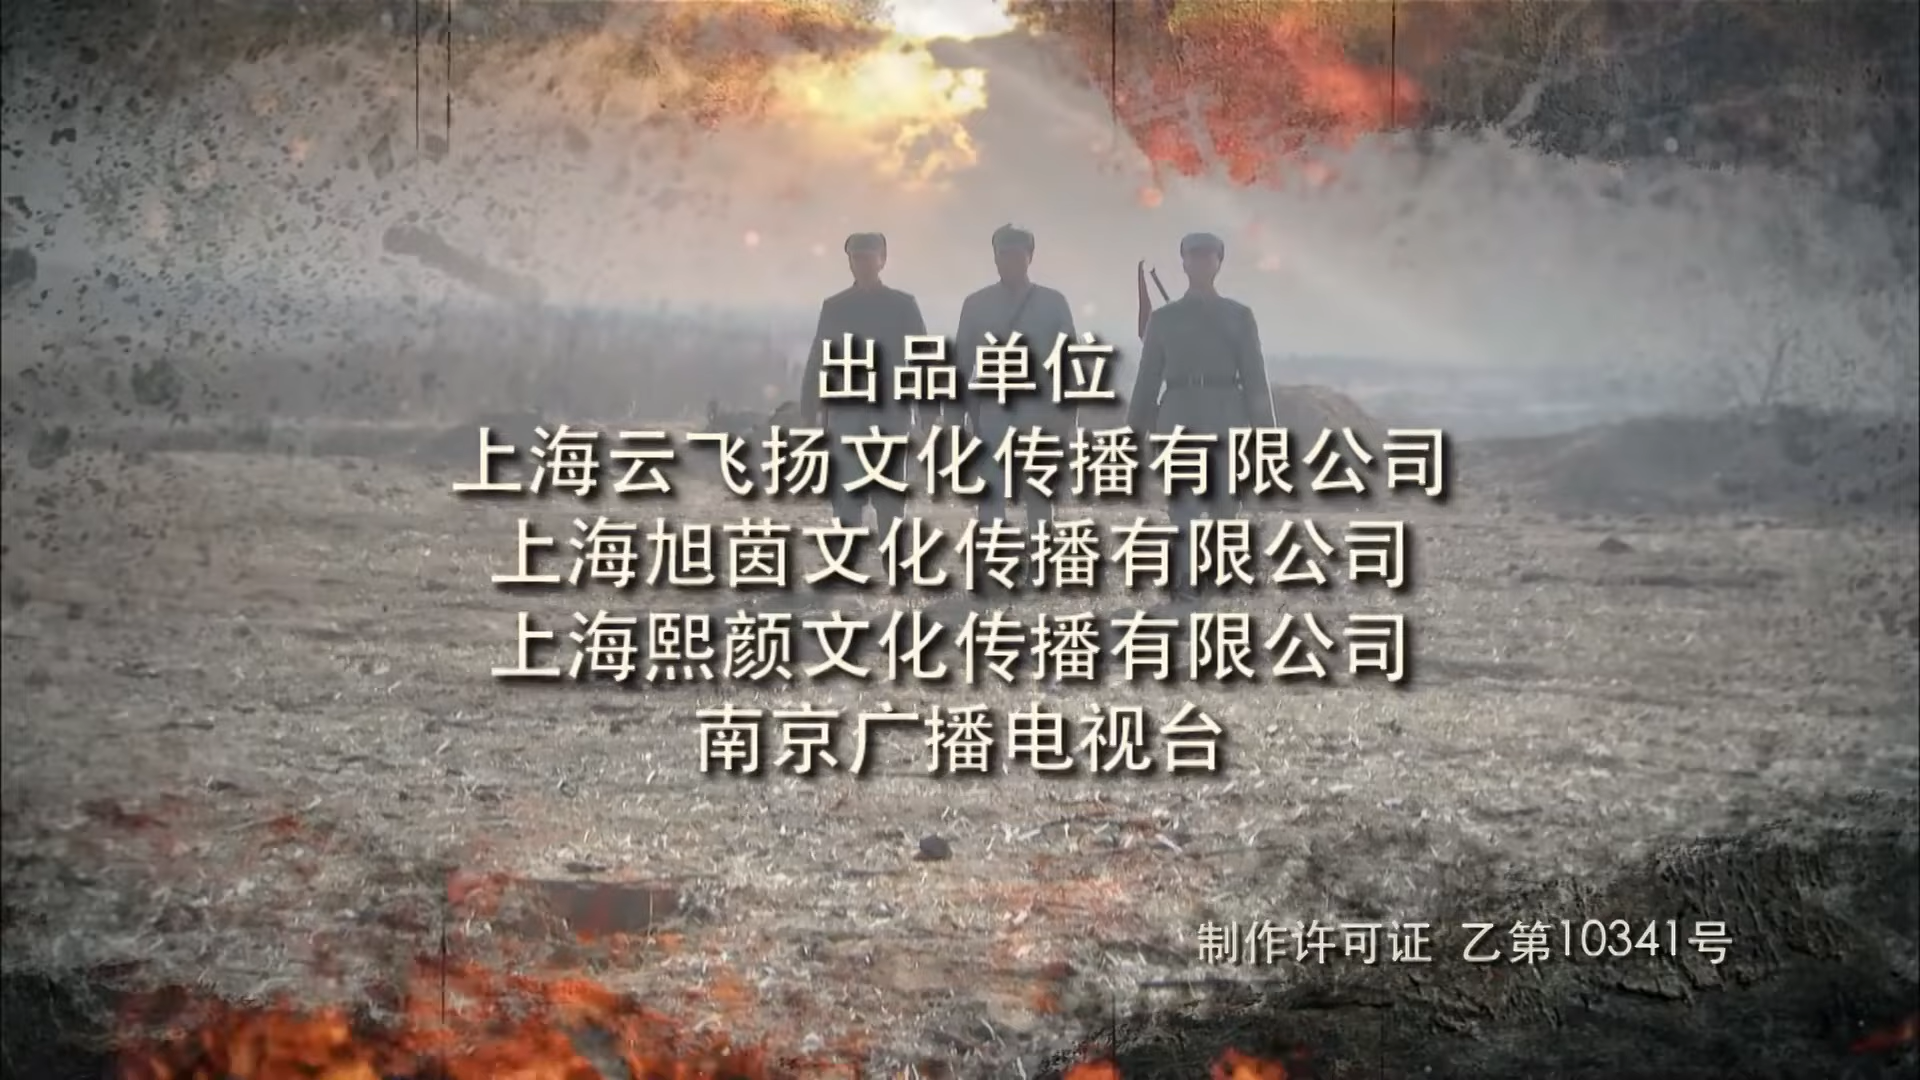 出品单位
上海云飞扬文化传播有限公司
上海旭茵文化传播有限公司
上海熙颜文化传播有限公司
南京广播电视台
制作许可证 乙第10341号